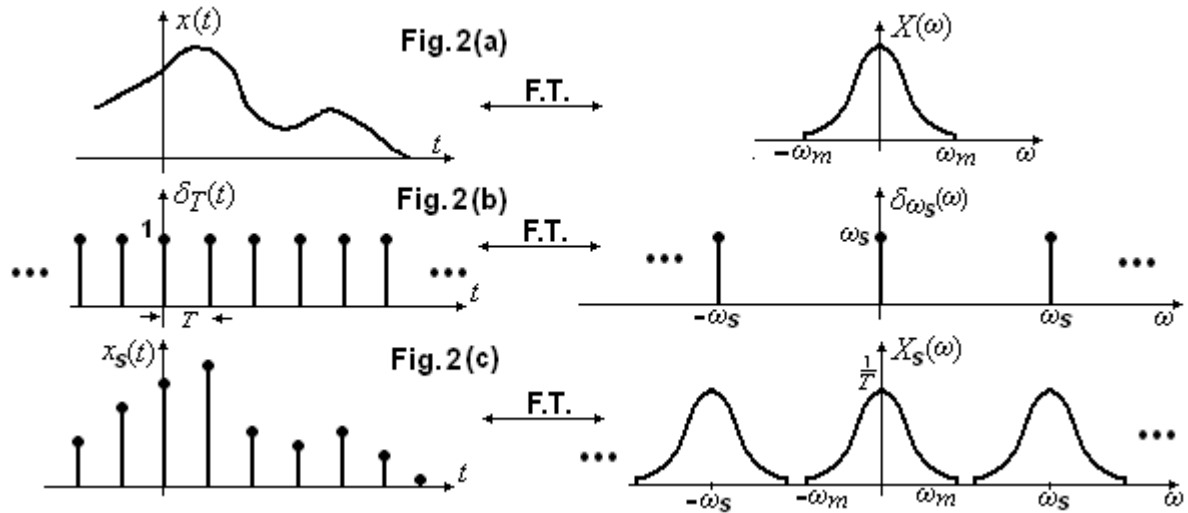 x(t)
Fig. 2(a)
X(ω)
F.T.
t
-ωm
ωm
ω
δT(t)
Fig. 2(b)
δωs(ω)
1
F.T.
ωs
•••
•••
•••
•••
t
T
-ωs
ωs
ω
xs(t)
Fig. 2(c)
1/T
Xs(ω)
F.T.
•••
•••
t
-ωs
-ωm
ωm
ωs
ω